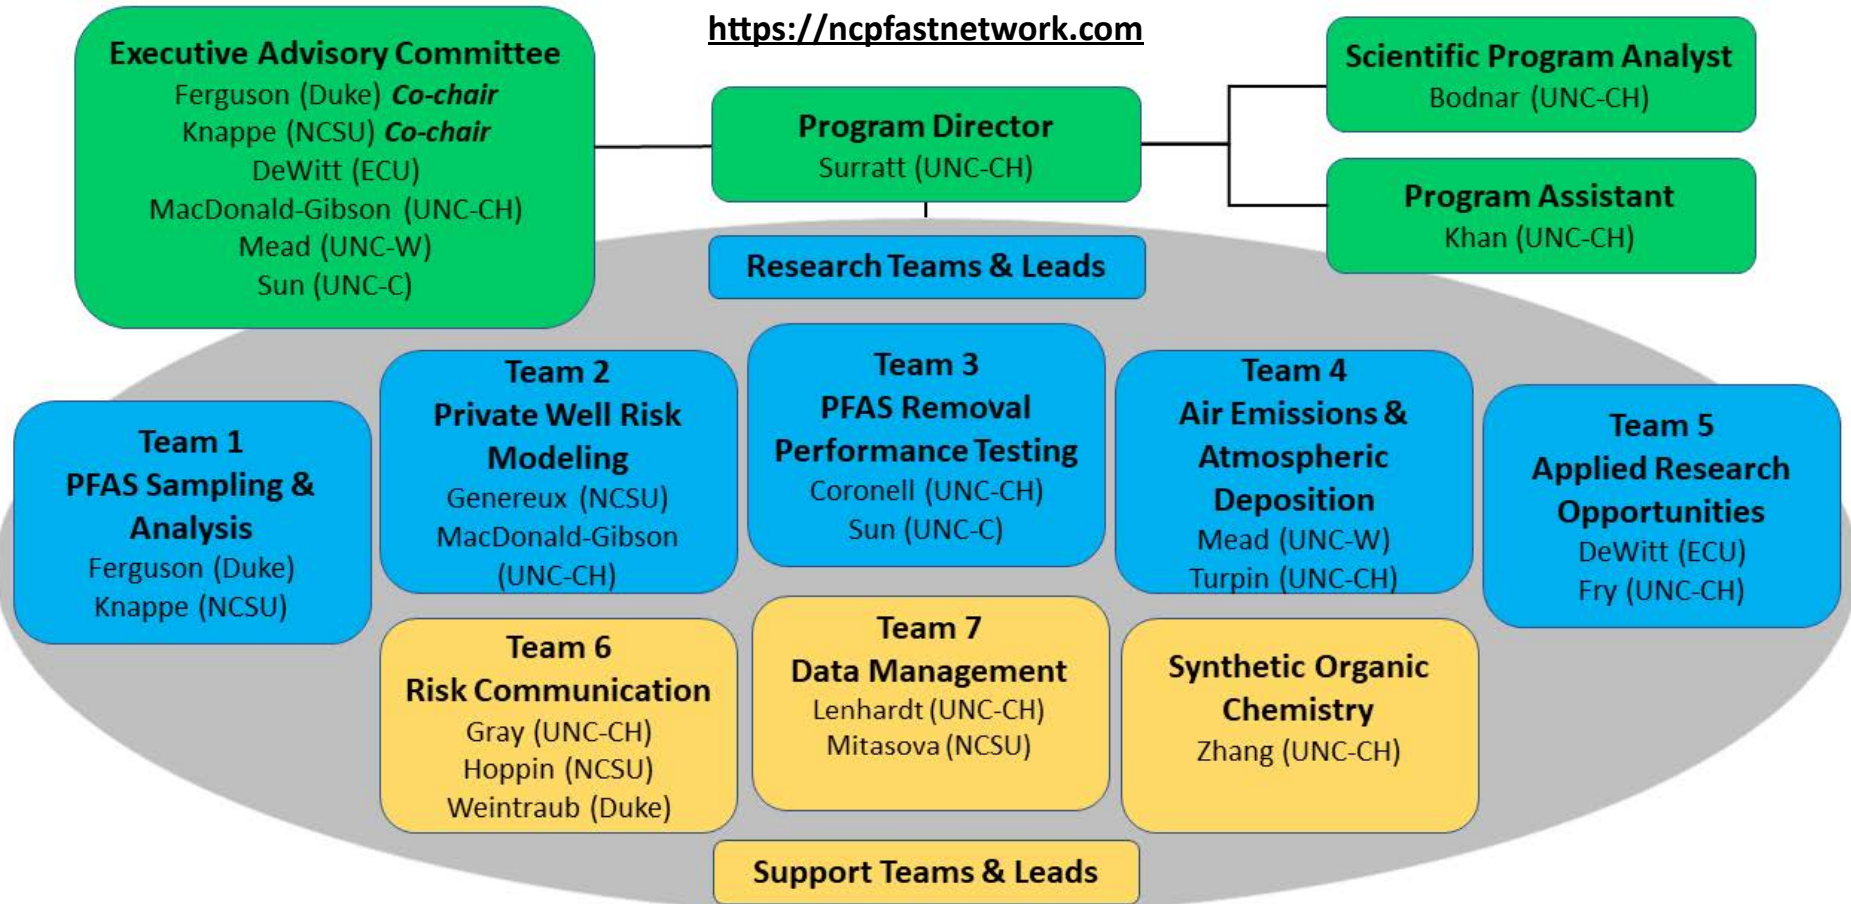 https://ncpfastnetwork.com
Executive Advisory Committee
Ferguson (Duke) Co-chair
Knappe (NCSU) Co-chair
DeWitt (ECU)
MacDonald-Gibson (UNC-CH)
Mead (UNC-W)
Sun (UNC-C)
Program Director
Surratt (UNC-CH)
Scientific Program Analyst
Bodnar (UNC-CH)
Program Assistant
Khan (UNC-CH)
Research Teams & Leads
Team 1
PFAS Sampling &
Analysis
Ferguson (Duke)
Knappe (NCSU)
Team 2
Private Well Risk
Modeling
Genereux (NCSU)
MacDonald-Gibson
(UNC-CH)
Team 3
PFAS Removal
Performance Testing
Coronell (UNC-CH)
Sun (UNC-C)
Team 4
Air Emissions &
Atmospheric
Deposition
Mead (UNC-W)
Turpin (UNC-CH)
Team 5
Applied Research
Opportunities
DeWitt (ECU)
Fry (UNC-CH)
Team 6
Risk Communication
Gray (UNC-CH)
Hoppin (NCSU)
Weintraub (Duke)
Team 7
Data Management
Lenhardt (UNC-CH)
Mitasova (NCSU)
Synthetic Organic
Chemistry
Zhang (UNC-CH)
Support Teams & Leads